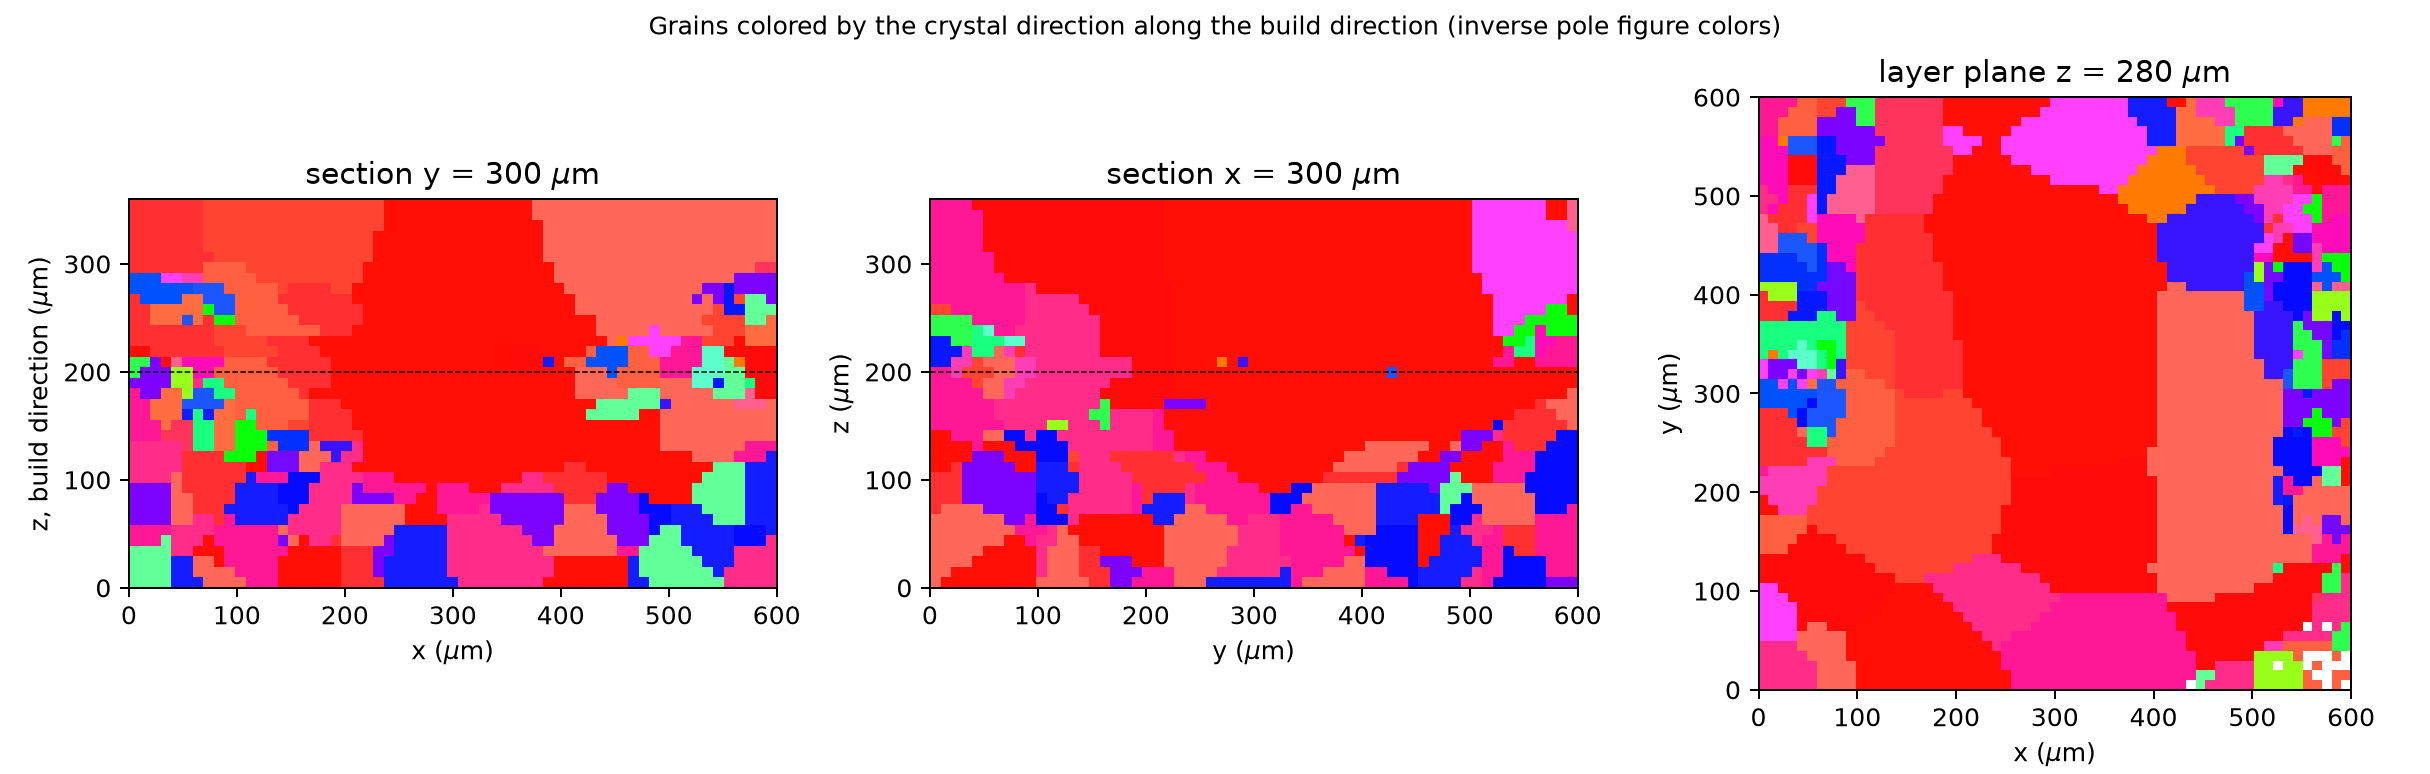 Grains colored by the crystal direction along the build direction (inverse pole figure colors)
section y = 300 μm
z, build direction (μm)
300
200
100
0
0 100 200 300 400 500 600
x (μm)
section x = 300 μm
z (μm)
300
200
100
0
0 100 200 300 400 500 600
y (μm)
layer plane z = 280 μm
y (μm)
600
500
400
300
200
100
0
0 100 200 300 400 500 600
x (μm)